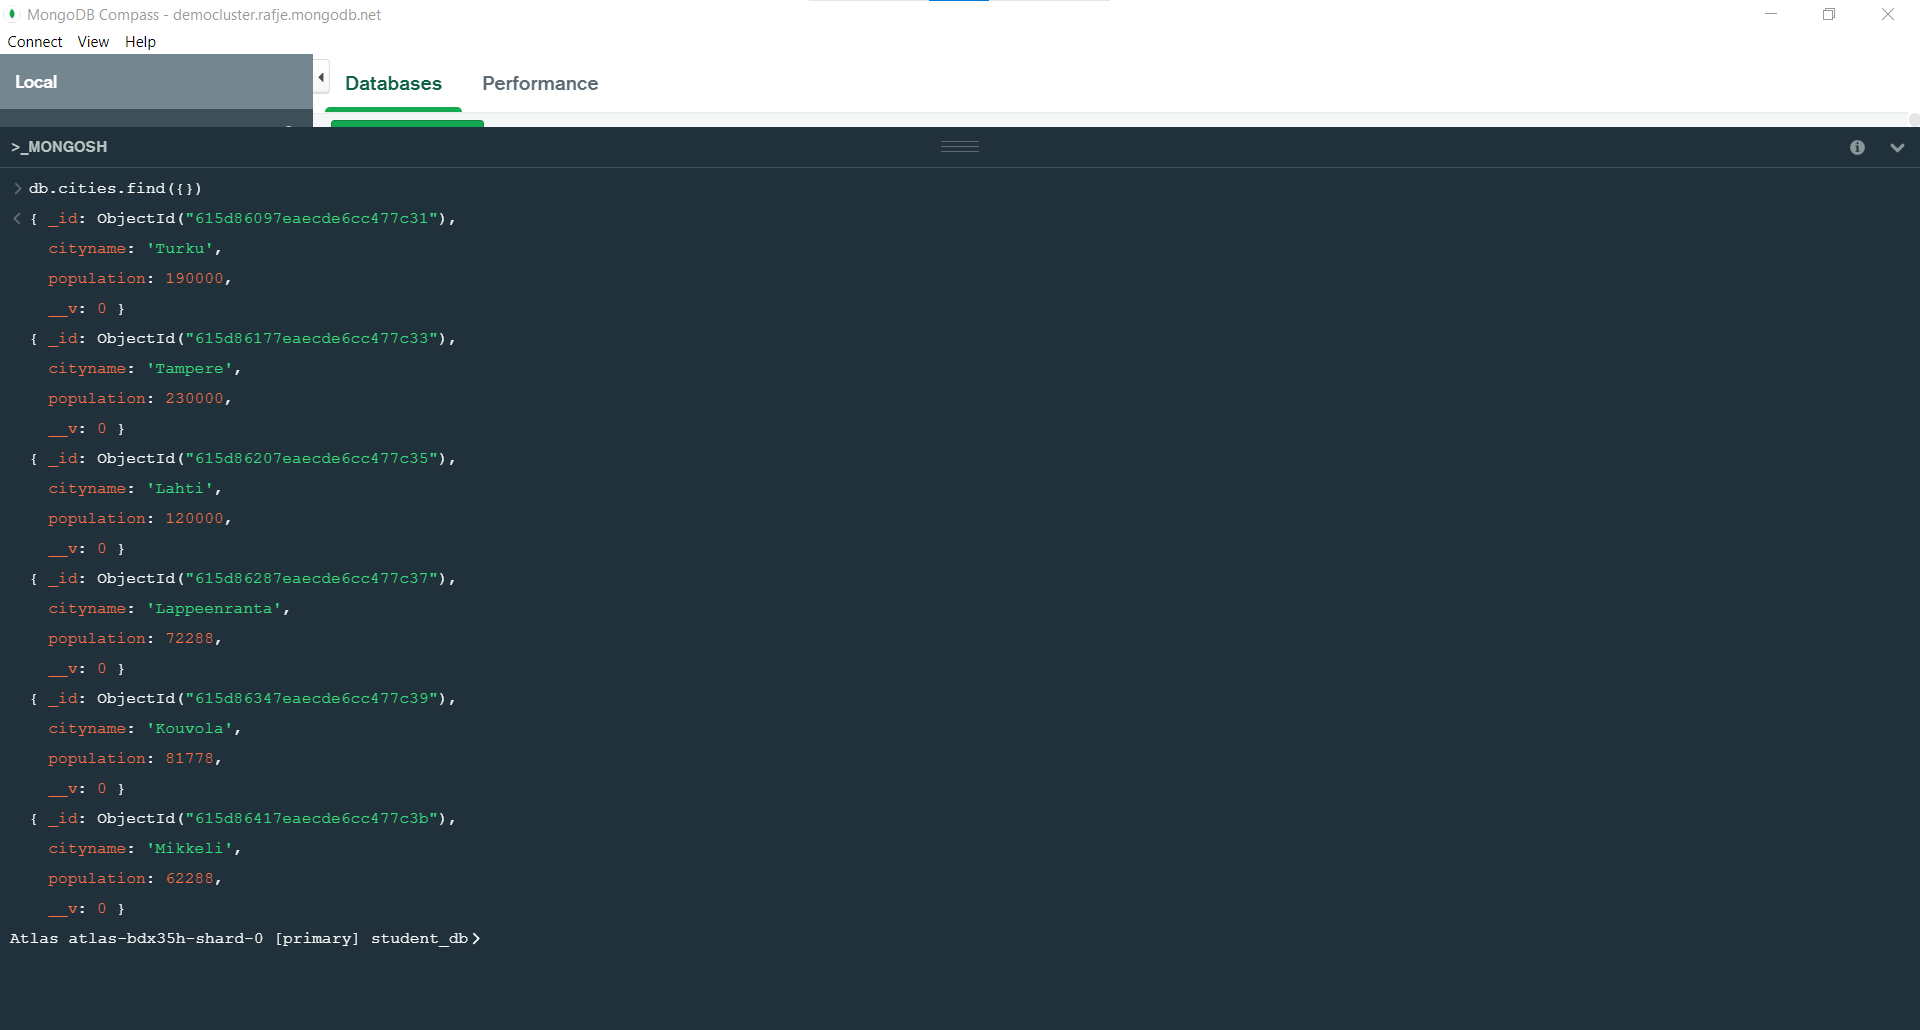 MongoDB Compass - democluster.rafje.mongodb.net
Connect View Help
Local
Databases Performance
>_MONGOSH
> db.cities.find({})
< { _id: ObjectId("615d86097eaecde6cc477c31"),
cityname: 'Turku',
population: 190000,
__v: 0 }
{ _id: ObjectId("615d86177eaecde6cc477c33"),
cityname: 'Tampere',
population: 230000,
__v: 0 }
{ _id: ObjectId("615d86207eaecde6cc477c35"),
cityname: 'Lahti',
population: 120000,
__v: 0 }
{ _id: ObjectId("615d86287eaecde6cc477c37"),
cityname: 'Lappeenranta',
population: 72288,
__v: 0 }
{ _id: ObjectId("615d86347eaecde6cc477c39"),
cityname: 'Kouvola',
population: 81778,
__v: 0 }
{ _id: ObjectId("615d86417eaecde6cc477c3b"),
cityname: 'Mikkeli',
population: 62288,
__v: 0 }
Atlas atlas-bdx35h-shard-0 [primary] student_db>